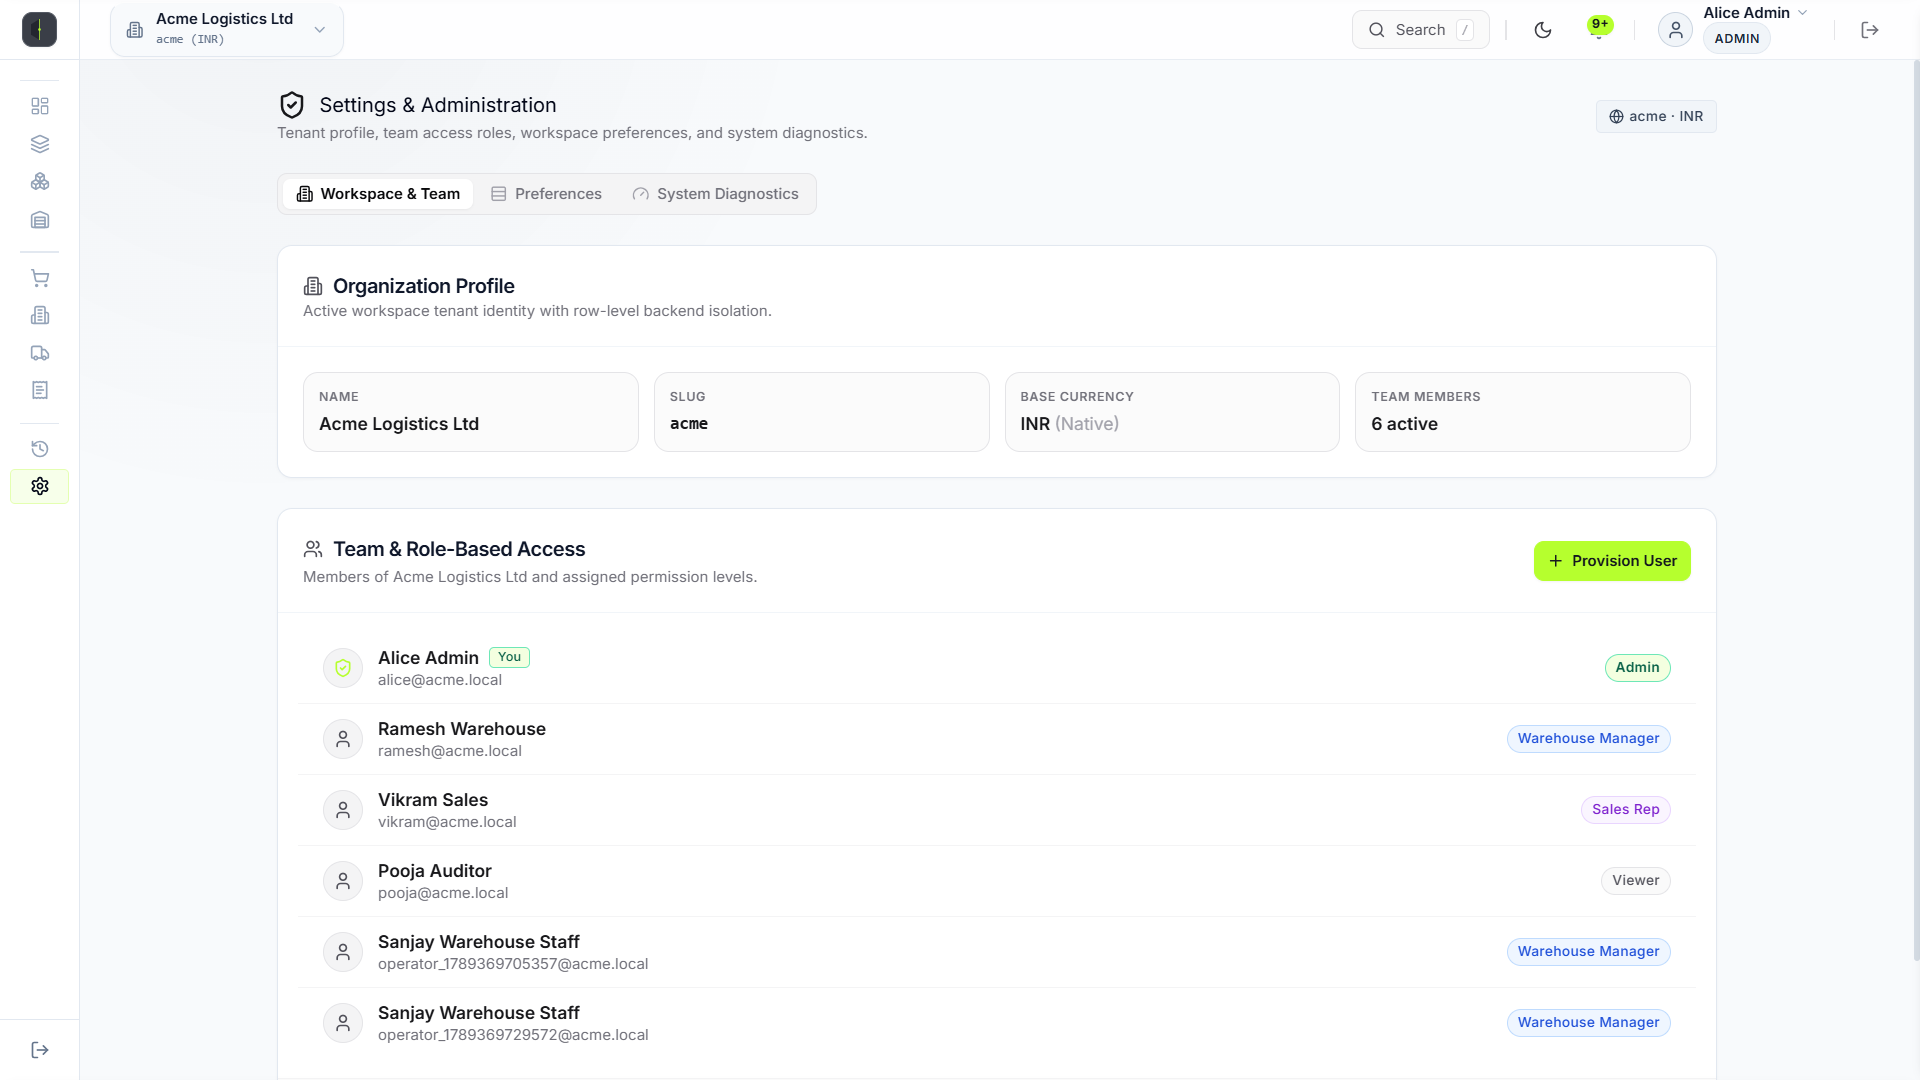 Acme Logistics Ltd
acme (INR)
Search /
9+
Alice Admin
ADMIN
Settings & Administration
Tenant profile, team access roles, workspace preferences, and system diagnostics.
acme · INR
Workspace & Team
Preferences
System Diagnostics
Organization Profile
Active workspace tenant identity with row-level backend isolation.
NAME
Acme Logistics Ltd
SLUG
acme
BASE CURRENCY
INR (Native)
TEAM MEMBERS
6 active
Team & Role-Based Access
Members of Acme Logistics Ltd and assigned permission levels.
Provision User
Alice Admin You
alice@acme.local
Admin
Ramesh Warehouse
ramesh@acme.local
Warehouse Manager
Vikram Sales
vikram@acme.local
Sales Rep
Pooja Auditor
pooja@acme.local
Viewer
Sanjay Warehouse Staff
operator_1789369705357@acme.local
Warehouse Manager
Sanjay Warehouse Staff
operator_1789369729572@acme.local
Warehouse Manager